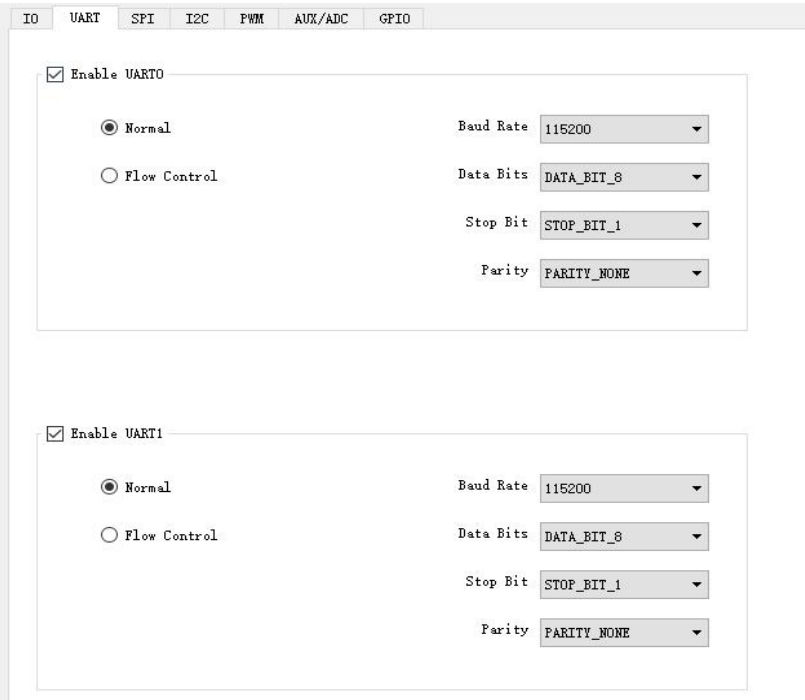 IO UART SPI I2C PWM AUX/ADC GPIO
Enable UART0
Normal Baud Rate 115200
Flow Control Data Bits DATA_BIT_8
Stop Bit STOP_BIT_1
Parity PARITY_NONE
Enable UART1
Normal Baud Rate 115200
Flow Control Data Bits DATA_BIT_8
Stop Bit STOP_BIT_1
Parity PARITY_NONE